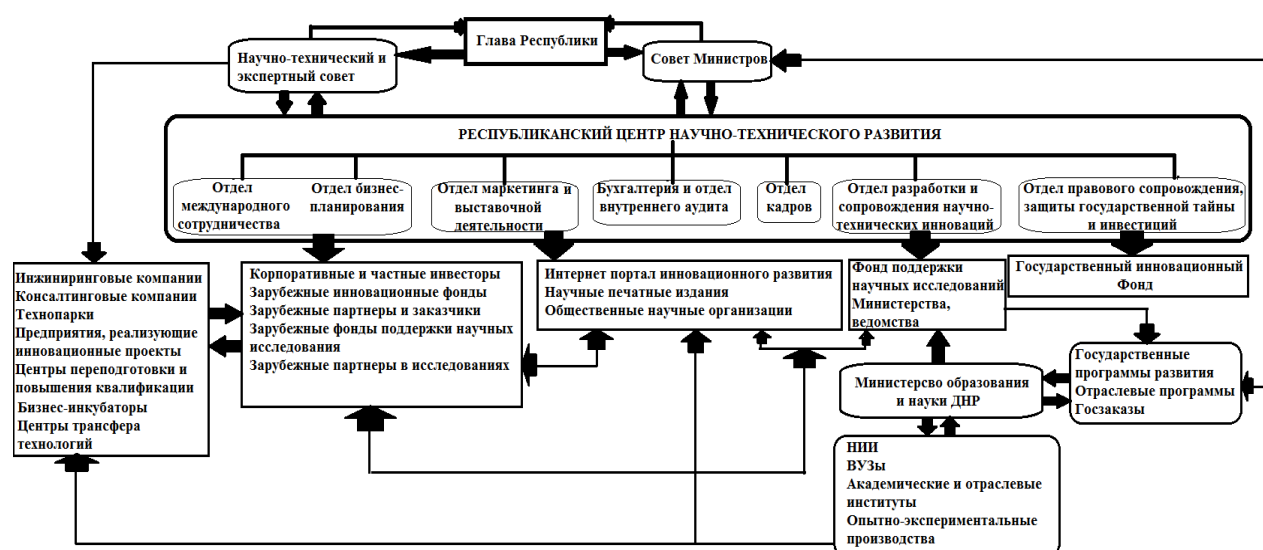 Глава Республики
Научно-технический и
экспертный совет
Совет Министров
РЕСПУБЛИКАНСКИЙ ЦЕНТР НАУЧНО-ТЕХНИЧЕСКОГО РАЗВИТИЯ
Отдел
международного
сотрудничества
Отдел бизнес-
планирования
Отдел маркетинга и
выставочной
деятельности
Бухгалтерия и отдел
внутреннего аудита
Отдел
кадров
Отдел разработки и
сопровождения научно-
технических инноваций
Отдел правового сопровождения,
защиты государственной тайны
и инвестиций
Инжиниринговые компании
Консалтинговые компании
Технопарки
Предприятия, реализующие
инновационные проекты
Центры переподготовки и
повышения квалификации
Бизнес-инкубаторы
Центры трансфера
технологий
Корпоративные и частные инвесторы
Зарубежные инновационные фонды
Зарубежные партнеры и заказчики
Зарубежные фонды поддержки научных
исследования
Зарубежные партнеры в исследованиях
Интернет портал инновационного развития
Научные печатные издания
Общественные научные организации
Фонд поддержки
научных исследований
Министерства,
ведомства
Государственный инновационный
Фонд
Государственные
программы развития
Отраслевые программы
Госзаказы
Министерсво образования
и науки ДНР
НИИ
ВУЗы
Академические и отраслевые
институты
Опытно-экспериментальные
производства